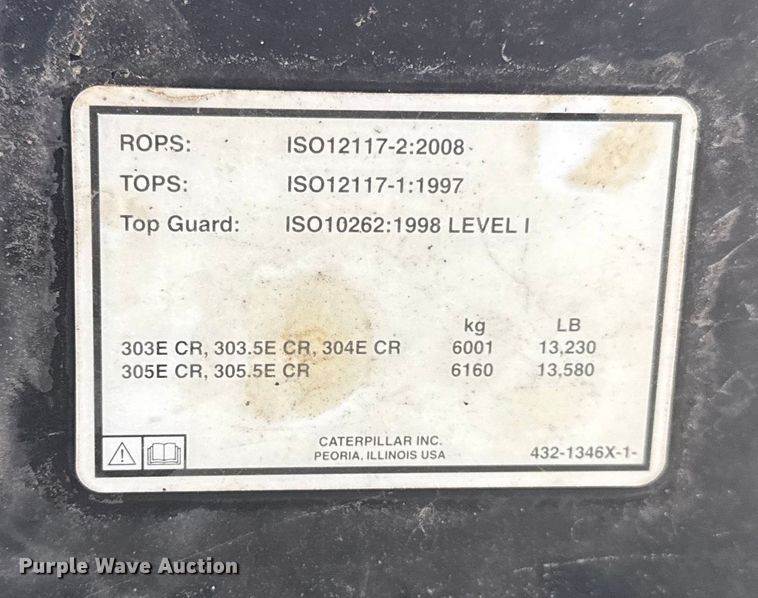 ROPS: ISO12117-2:2008
TOPS: ISO12117-1:1997
Top Guard: ISO10262:1998 LEVEL I
kg LB
303E CR, 303.5E CR, 304E CR 6001 13,230
305E CR, 305.5E CR 6160 13,580
CATERPILLAR INC.
PEORIA, ILLINOIS USA
432-1346X-1-
Purple Wave Auction